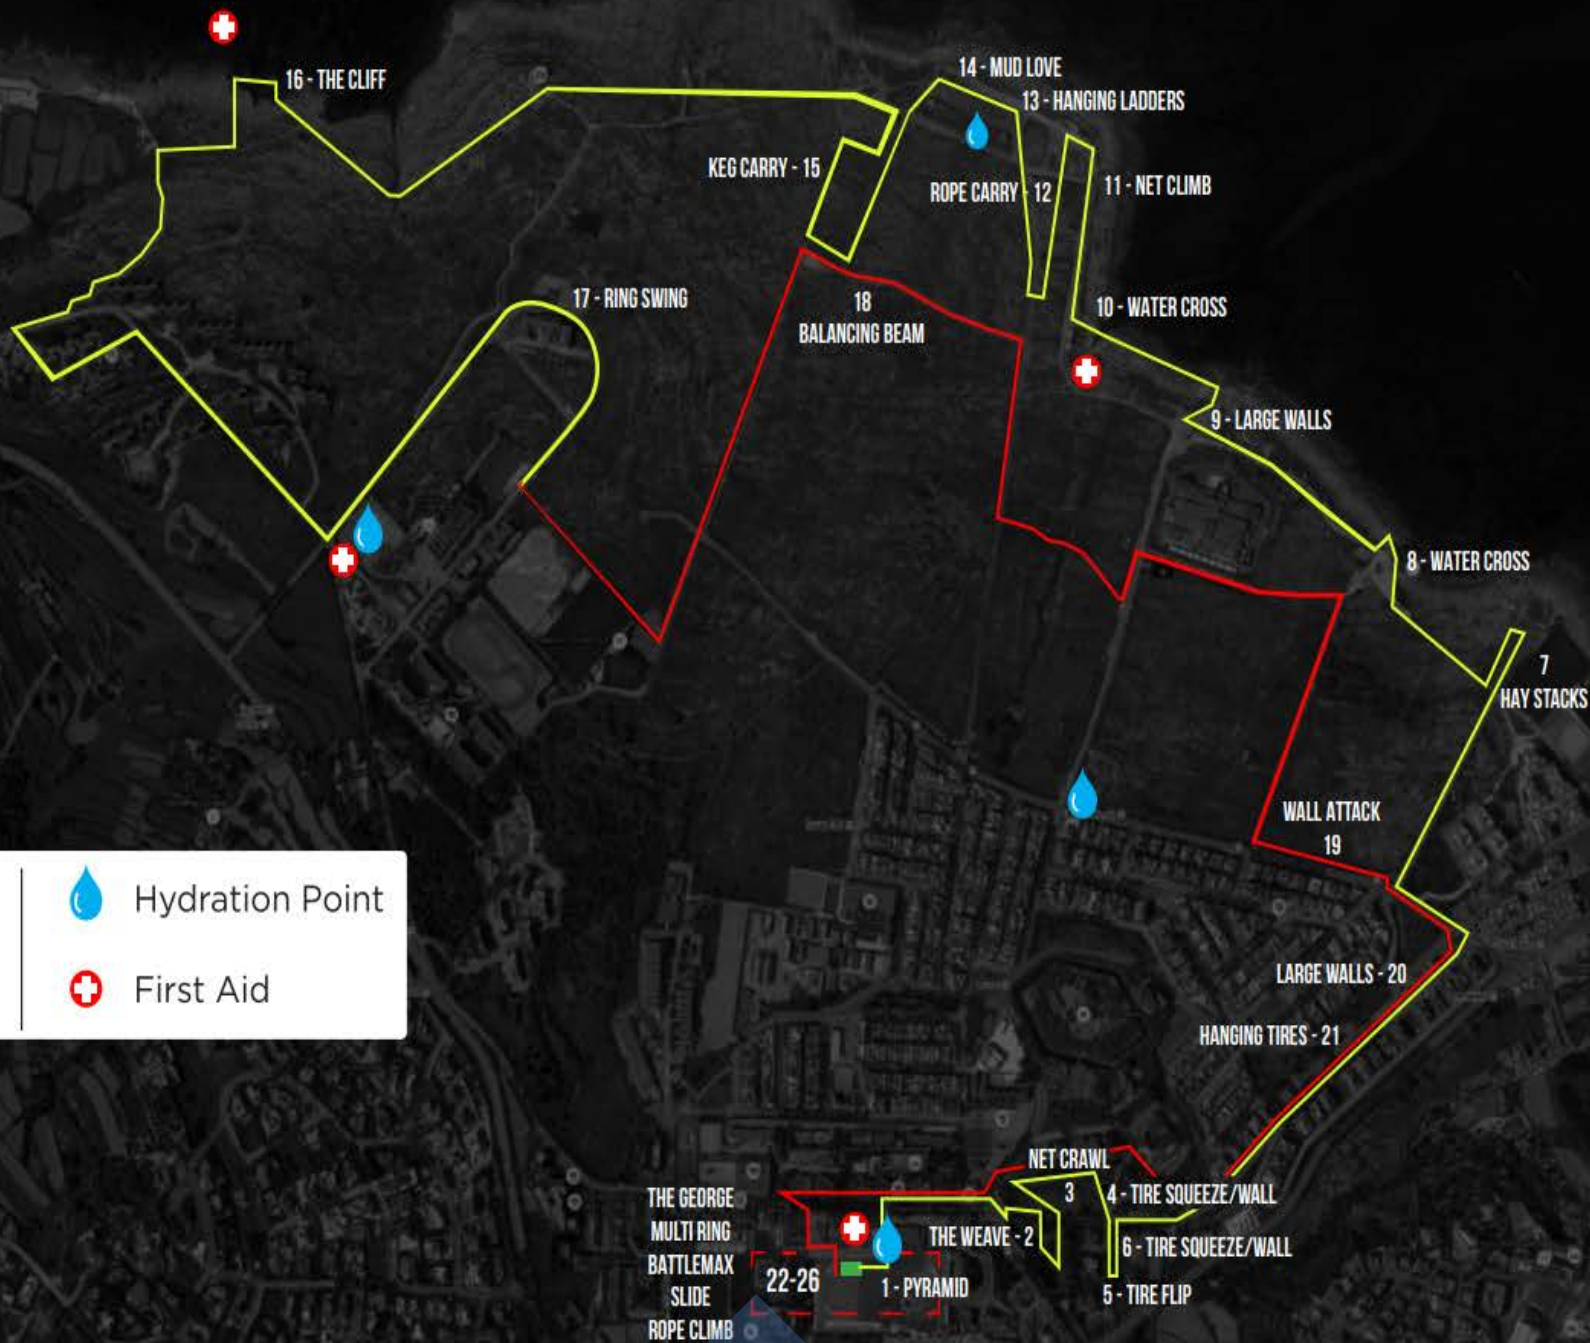 16 - THE CLIFF
14 - MUD LOVE
13 - HANGING LADDERS
KEG CARRY - 15
ROPE CARRY - 12
11 - NET CLIMB
17 - RING SWING
18
BALANCING BEAM
10 - WATER CROSS
9 - LARGE WALLS
8 - WATER CROSS
7
HAY STACKS
WALL ATTACK
19
Hydration Point
First Aid
LARGE WALLS - 20
HANGING TIRES - 21
NET CRAWL
3
4 - TIRE SQUEEZE/WALL
THE WEAVE - 2
6 - TIRE SQUEEZE/WALL
5 - TIRE FLIP
1 - PYRAMID
THE GEORGE
MULTI RING
BATTLEMAX
SLIDE
ROPE CLIMB
22-26